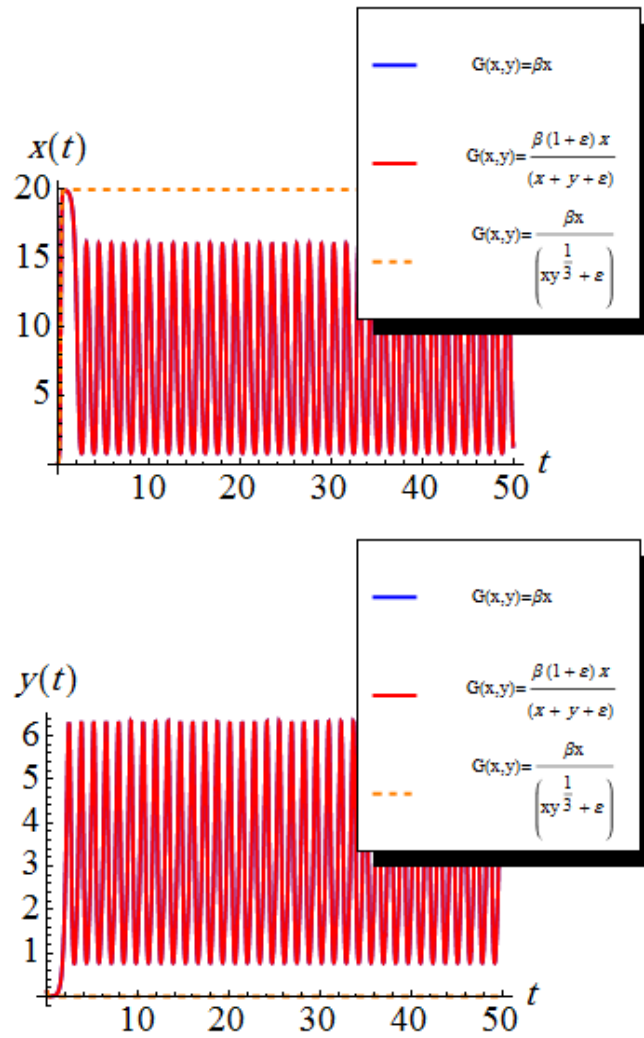 G(x,y)=βx
G(x,y)= β (1 + ε) x / (x + y + ε)
G(x,y)= βx / (xy^(1/3) + ε)
x(t)
20
15
10
5
10 20 30 40 50 t
G(x,y)=βx
G(x,y)= β (1 + ε) x / (x + y + ε)
G(x,y)= βx / (xy^(1/3) + ε)
y(t)
6
5
4
3
2
1
10 20 30 40 50 t